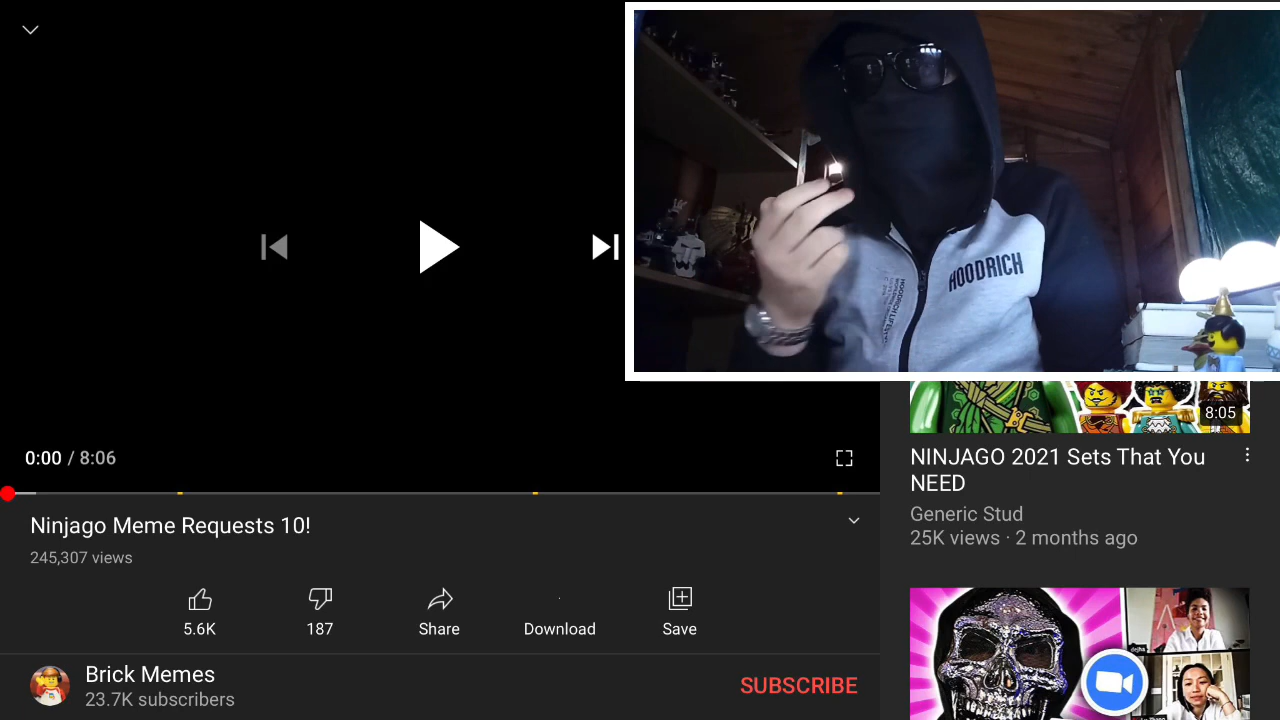 HOODRICH
8:05
0:00 / 8:06
NINJAGO 2021 Sets That You
NEED
Generic Stud
25K views · 2 months ago
Ninjago Meme Requests 10!
245,307 views
5.6K
187
Share
Download
Save
Brick Memes
23.7K subscribers
SUBSCRIBE